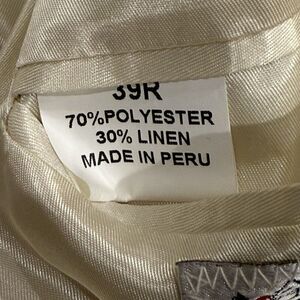 39R
70%POLYESTER
30% LINEN
MADE IN PERU